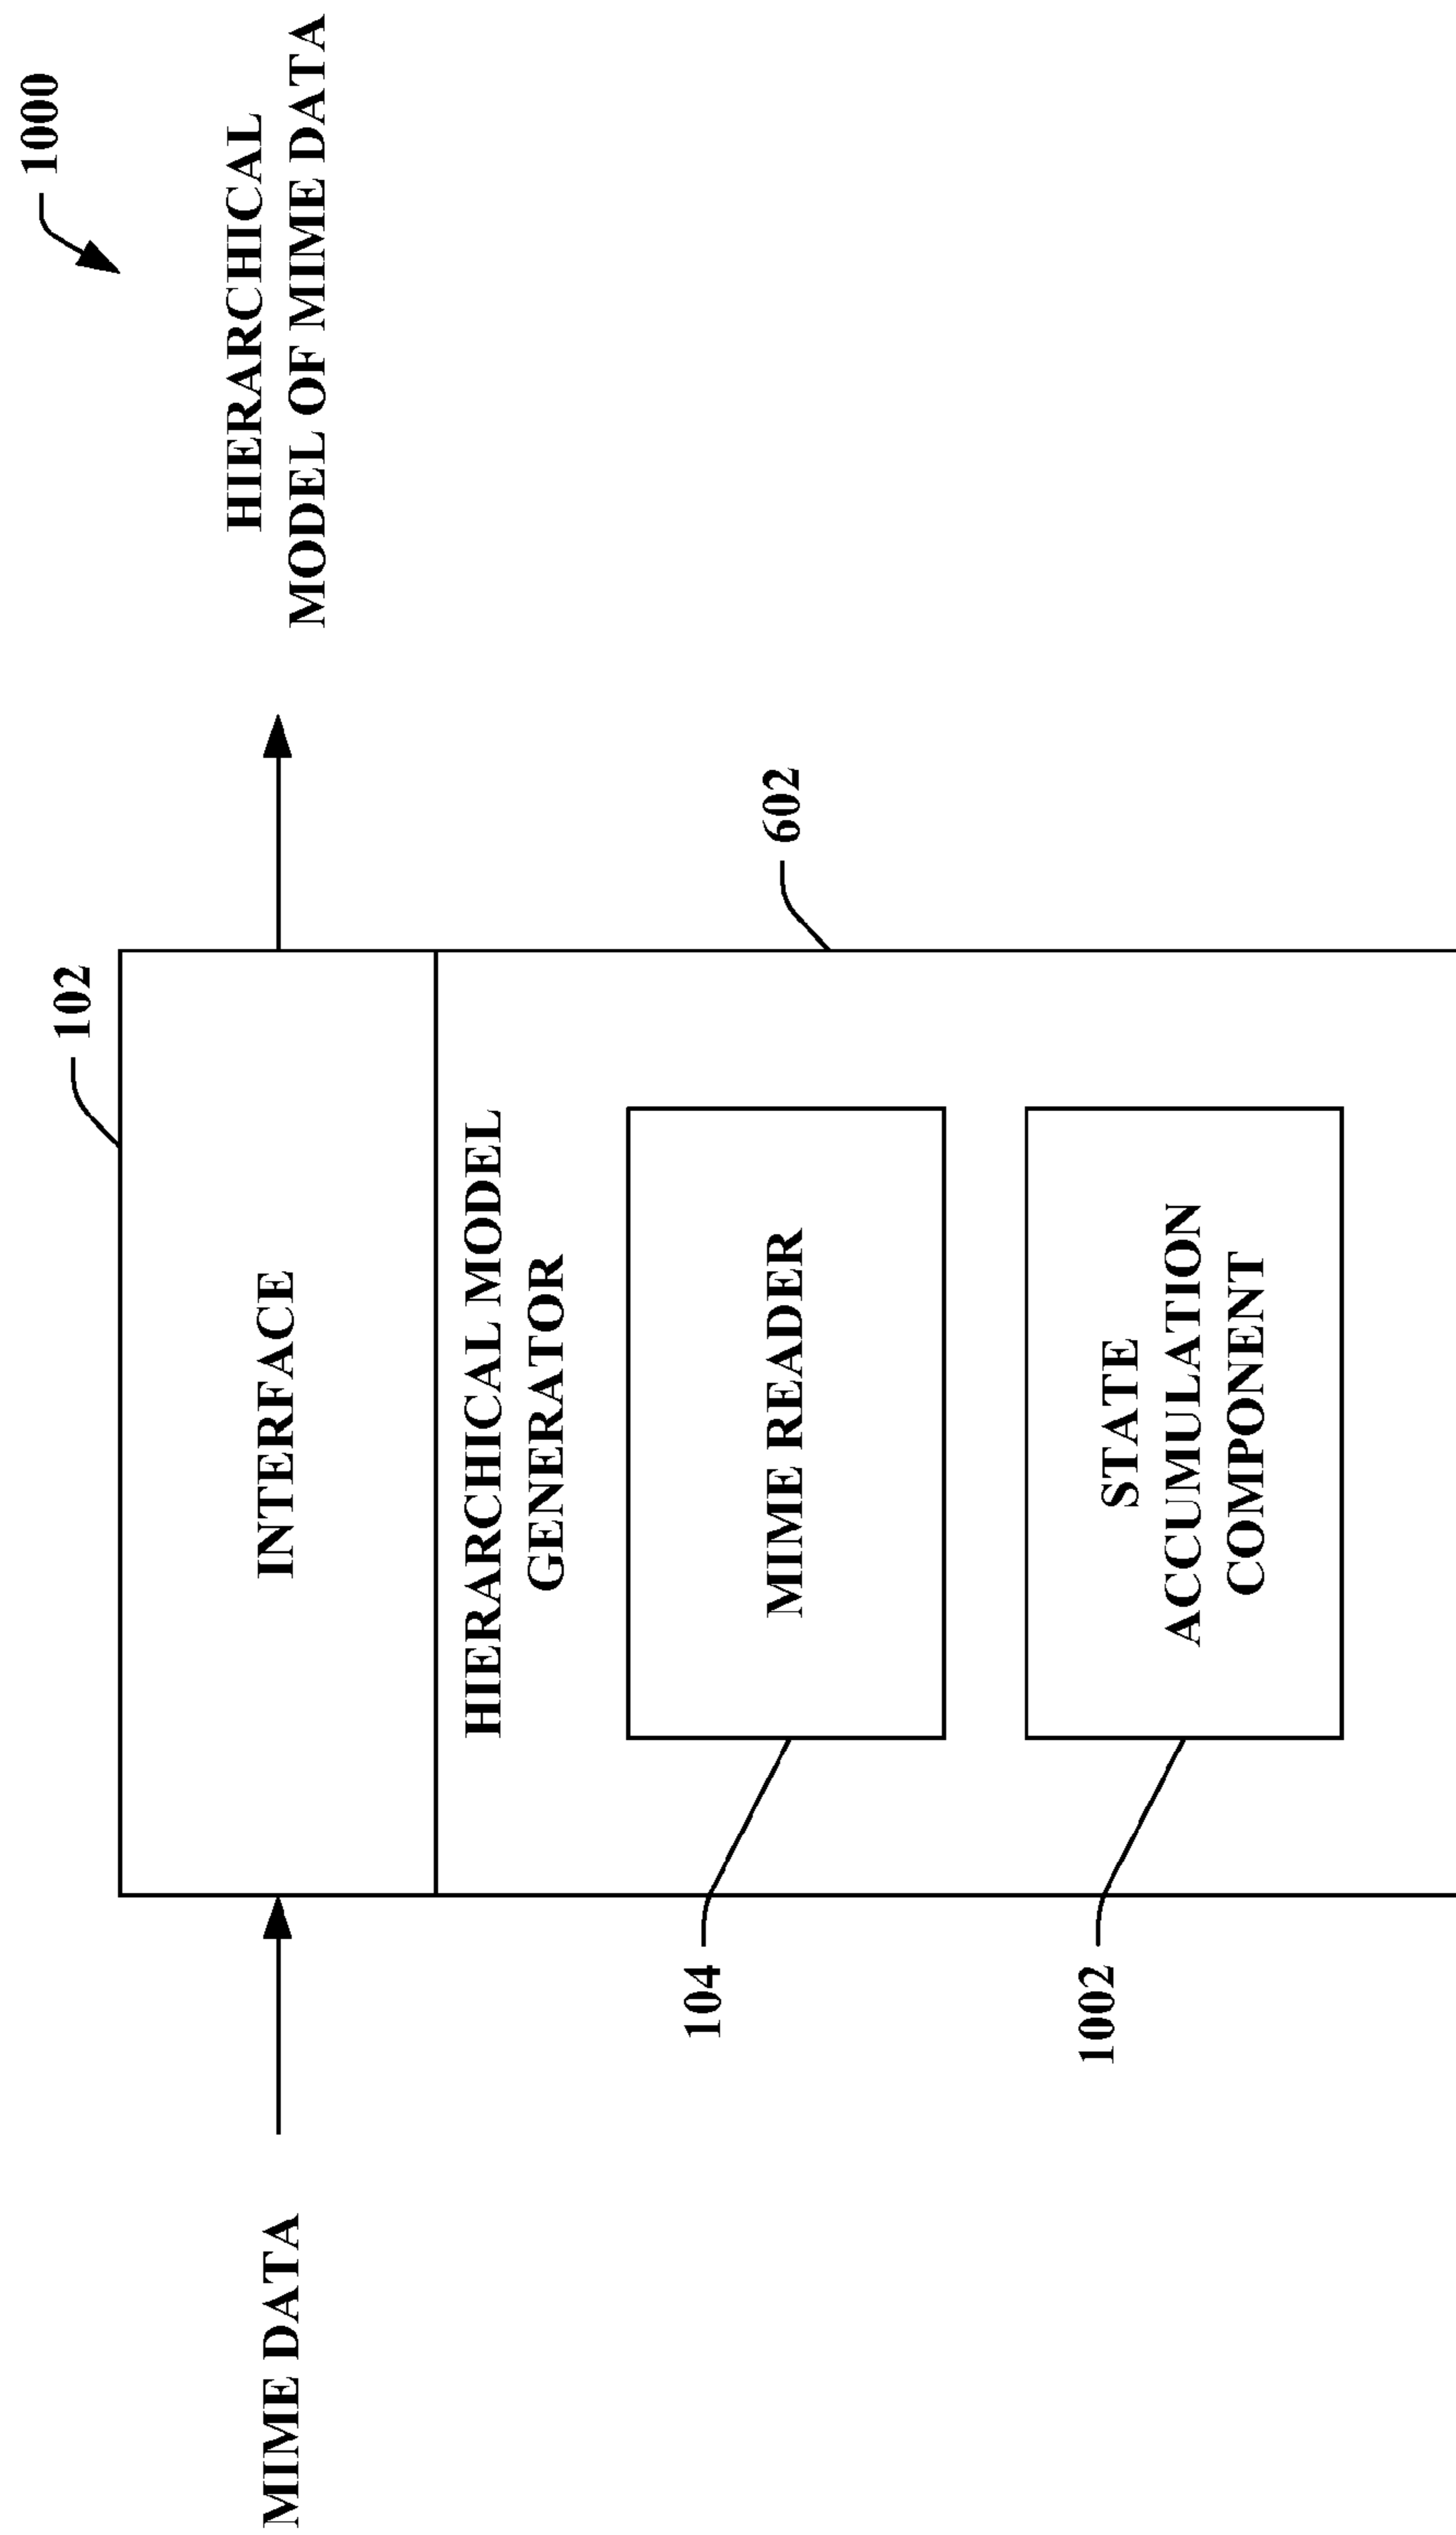 1000
HIERARCHICAL
MODEL OF MIME DATA
102
INTERFACE
MIME DATA
HIERARCHICAL MODEL
GENERATOR
602
MIME READER
104
STATE
ACCUMULATION
COMPONENT
1002